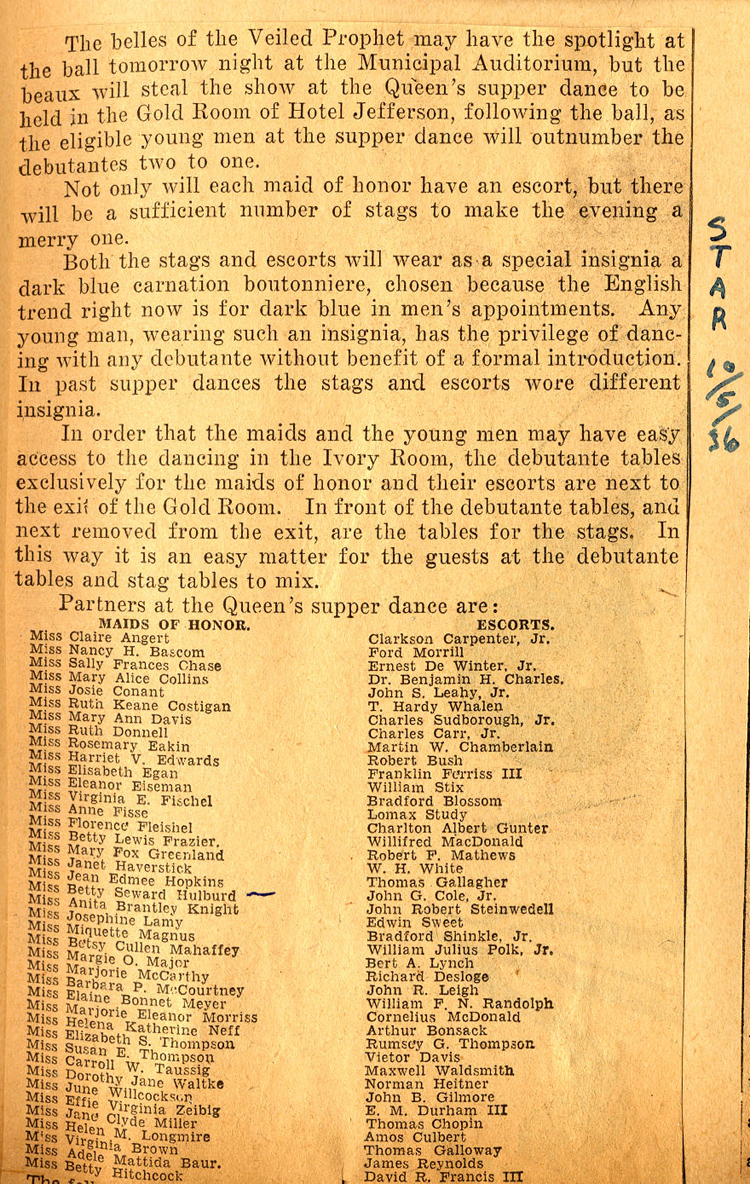 The belles of the Veiled Prophet may have the spotlight at
the ball tomorrow night at the Municipal Auditorium, but the
beaux will steal the show at the Queen's supper dance to be
held in the Gold Room of Hotel Jefferson, following the ball, as
the eligible young men at the supper dance will outnumber the
debutantes two to one.
Not only will each maid of honor have an escort, but there
will be a sufficient number of stags to make the evening a
merry one.
Both the stags and escorts will wear as a special insignia a
dark blue carnation boutonniere, chosen because the English
trend right now is for dark blue in men's appointments. Any
young man, wearing such an insignia, has the privilege of danc-
ing with any debutante without benefit of a formal introduction.
In past supper dances the stags and escorts wore different
insignia.
In order that the maids and the young men may have easy
access to the dancing in the Ivory Room, the debutante tables
exclusively for the maids of honor and their escorts are next to
the exit of the Gold Room. In front of the debutante tables, and
next removed from the exit, are the tables for the stags. In
this way it is an easy matter for the guests at the debutante
tables and stag tables to mix.
Partners at the Queen's supper dance are:
MAIDS OF HONOR.
Miss Claire Angert
Miss Nancy H. Bascom
Miss Sally Frances Chase
Miss Mary Alice Collins
Miss Josie Conant
Miss Ruth Keane Costigan
Miss Mary Ann Davis
Miss Ruth Donnell
Miss Rosemary Eakin
Miss Harriet V. Edwards
Miss Elisabeth Egan
Miss Eleanor Eiseman
Miss Virginia E. Fischel
Miss Anne Fisse
Miss Florence Fleishel
Miss Betty Lewis Frazier.
Miss Mary Fox Greenland
Miss Janet Haverstick
Miss Jean Edmee Hopkins
Miss Betty Seward Hulburd
Miss Anita Brantley Knight
Miss Josephine Lamy
Miss Miquette Magnus
Miss Betsy Cullen Mahaffey
Miss Margie O. Major
Miss Marjorie McCarthy
Miss Barbara P. McCourtney
Miss Elaine Bonnet Meyer
Miss Marjorie Eleanor Morriss
Miss Helena Katherine Neff
Miss Elizabeth S. Thompson
Miss Susan E. Thompson
Miss Carroll W. Taussig
Miss Dorothy Jane Waltke
Miss June Willcockson
Miss Effie Virginia Zeibig
Miss Jane Clyde Miller
Miss Helen M. Longmire
Miss Virginia Brown
Miss Adele Mattida Baur.
Miss Betty Hitchcock
ESCORTS.
Clarkson Carpenter, Jr.
Ford Morrill
Ernest De Winter, Jr.
Dr. Benjamin H. Charles.
John S. Leahy, Jr.
T. Hardy Whalen
Charles Sudborough, Jr.
Charles Carr, Jr.
Martin W. Chamberlain
Robert Bush
Franklin Ferriss III
William Stix
Bradford Blossom
Lomax Study
Charlton Albert Gunter
Willifred MacDonald
Robert F. Mathews
W. H. White
Thomas Gallagher
John G. Cole, Jr.
John Robert Steinwedell
Edwin Sweet
Bradford Shinkle, Jr.
William Julius Polk, Jr.
Bert A. Lynch
Richard Desloge
John R. Leigh
William F. N. Randolph
Cornelius McDonald
Arthur Bonsack
Rumsey G. Thompson
Vietor Davis
Maxwell Waldsmith
Norman Heitner
John B. Gilmore
E. M. Durham III
Thomas Chopin
Amos Culbert
Thomas Galloway
James Reynolds
David R. Francis III
STAR
10/5/36